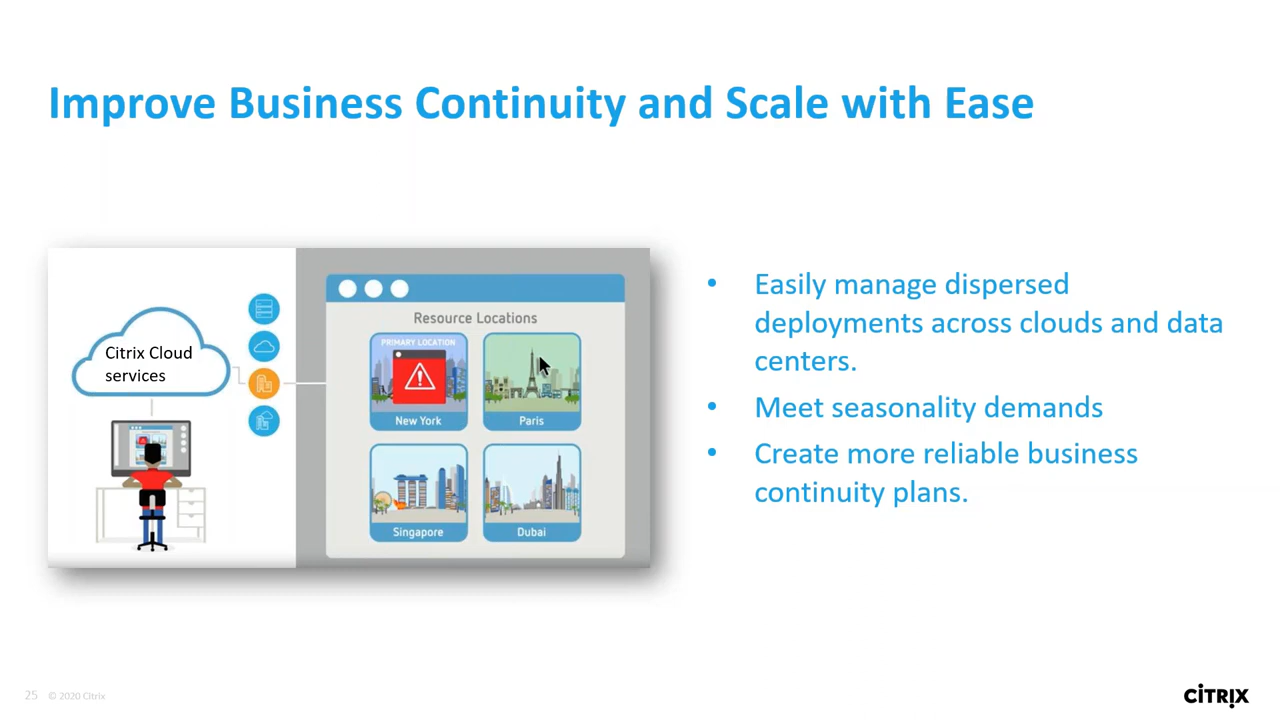 Improve Business Continuity and Scale with Ease
Citrix Cloud
services
Resource Locations
PRIMARY LOCATION
New York
Paris
Singapore
Dubai
• Easily manage dispersed
deployments across clouds and data
centers.
• Meet seasonality demands
• Create more reliable business
continuity plans.
25 © 2020 Citrix
CİTRIX